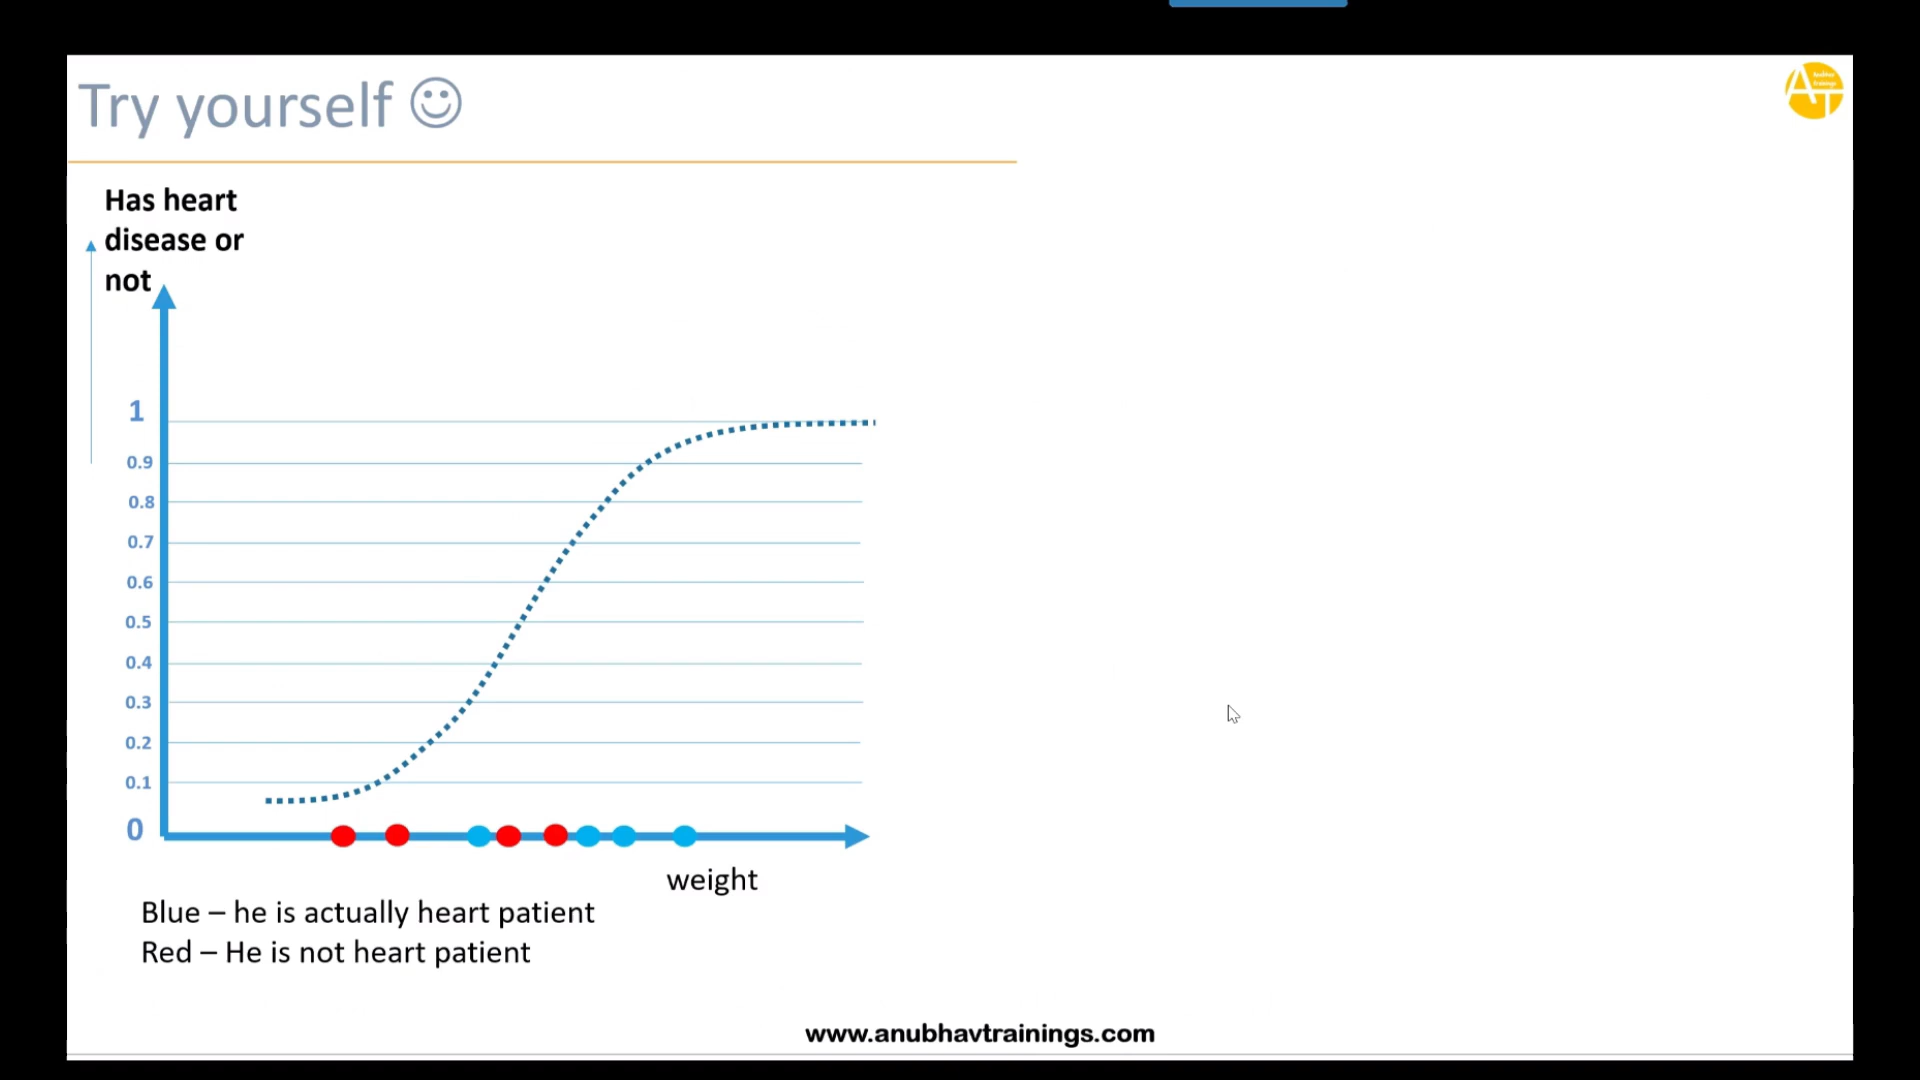 Try yourself ☺
Has heart
disease or
not
1
0.9
0.8
0.7
0.6
0.5
0.4
0.3
0.2
0.1
0
weight
Blue – he is actually heart patient
Red – He is not heart patient
www.anubhavtrainings.com
AT